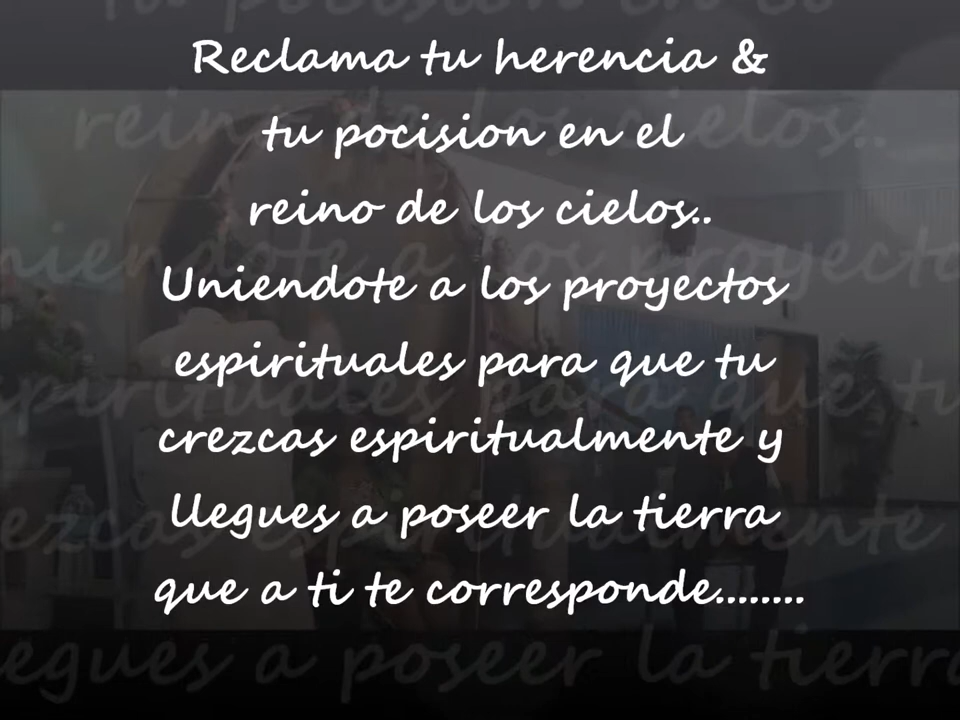 Reclama tu herencia &
tu pocision en el
reino de los cielos..
Uniendote a los proyectos
espirituales para que tu
crezcas espiritualmente y
llegues a poseer la tierra
que a ti te corresponde........